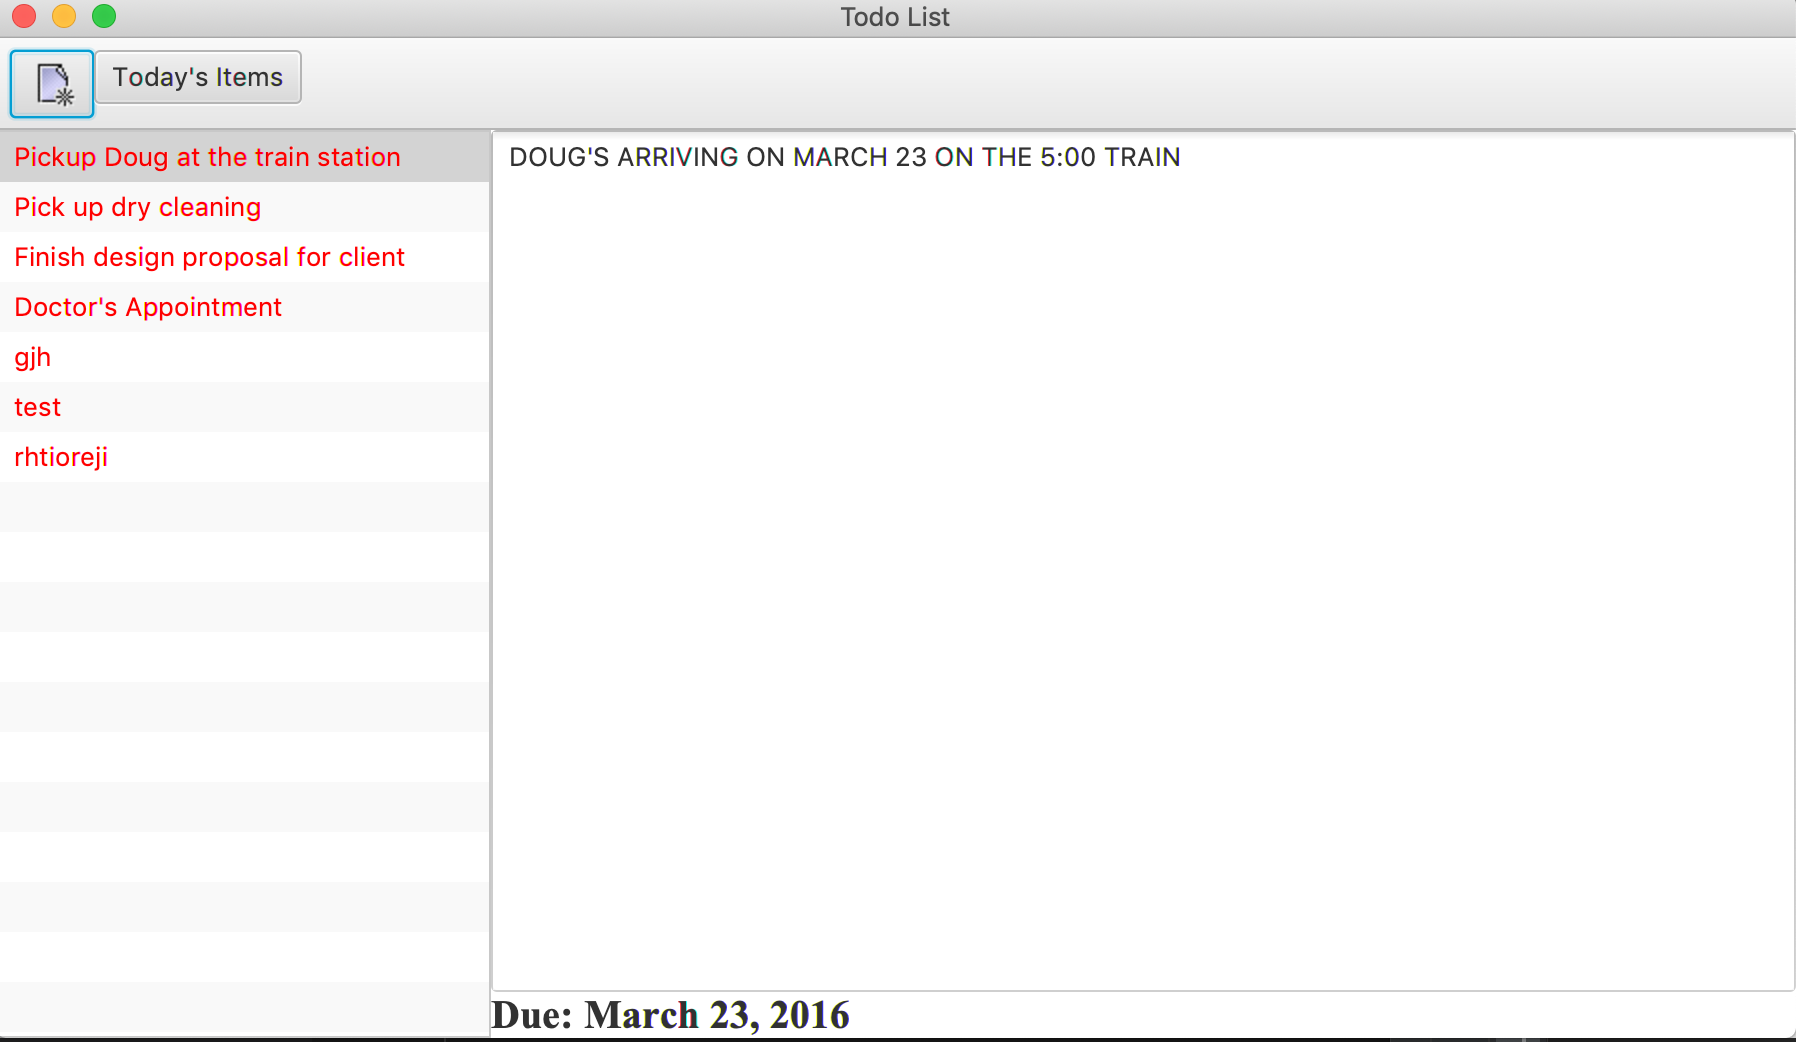 Todo List
Today's Items
Pickup Doug at the train station
Pick up dry cleaning
Finish design proposal for client
Doctor's Appointment
gjh
test
rhtioreji
DOUG'S ARRIVING ON MARCH 23 ON THE 5:00 TRAIN
Due: March 23, 2016